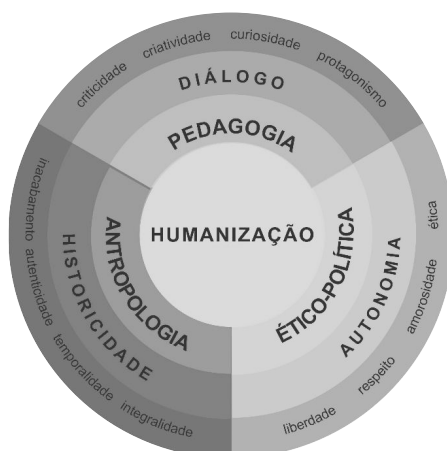 criticidade
criatividade
curiosidade
protagonismo
DIÁLOGO
PEDAGOGIA
HUMANIZAÇÃO
ANTROPOLOGIA
HISTORICIDADE
inacabamento
autenticidade
temporalidade
integralidade
ÉTICO-POLÍTICA
AUTONOMIA
ética
amorosidade
respeito
liberdade